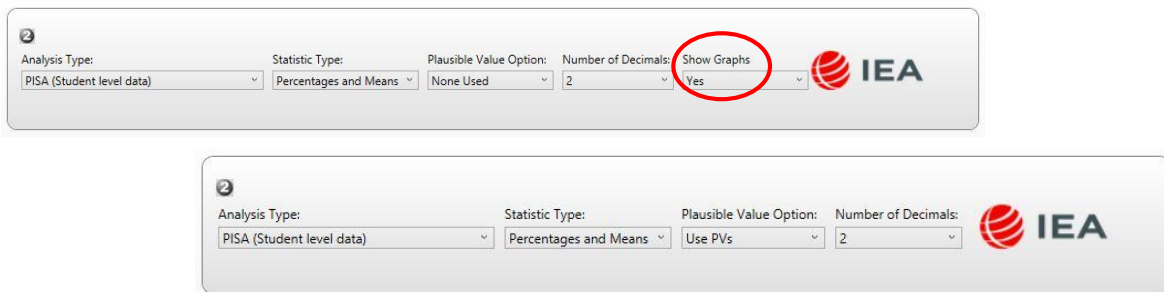 2
Analysis Type: Statistic Type: Plausible Value Option: Number of Decimals: Show Graphs
PISA (Student level data) Percentages and Means None Used 2 Yes
IEA
2
Analysis Type: Statistic Type: Plausible Value Option: Number of Decimals:
PISA (Student level data) Percentages and Means Use PVs 2
IEA